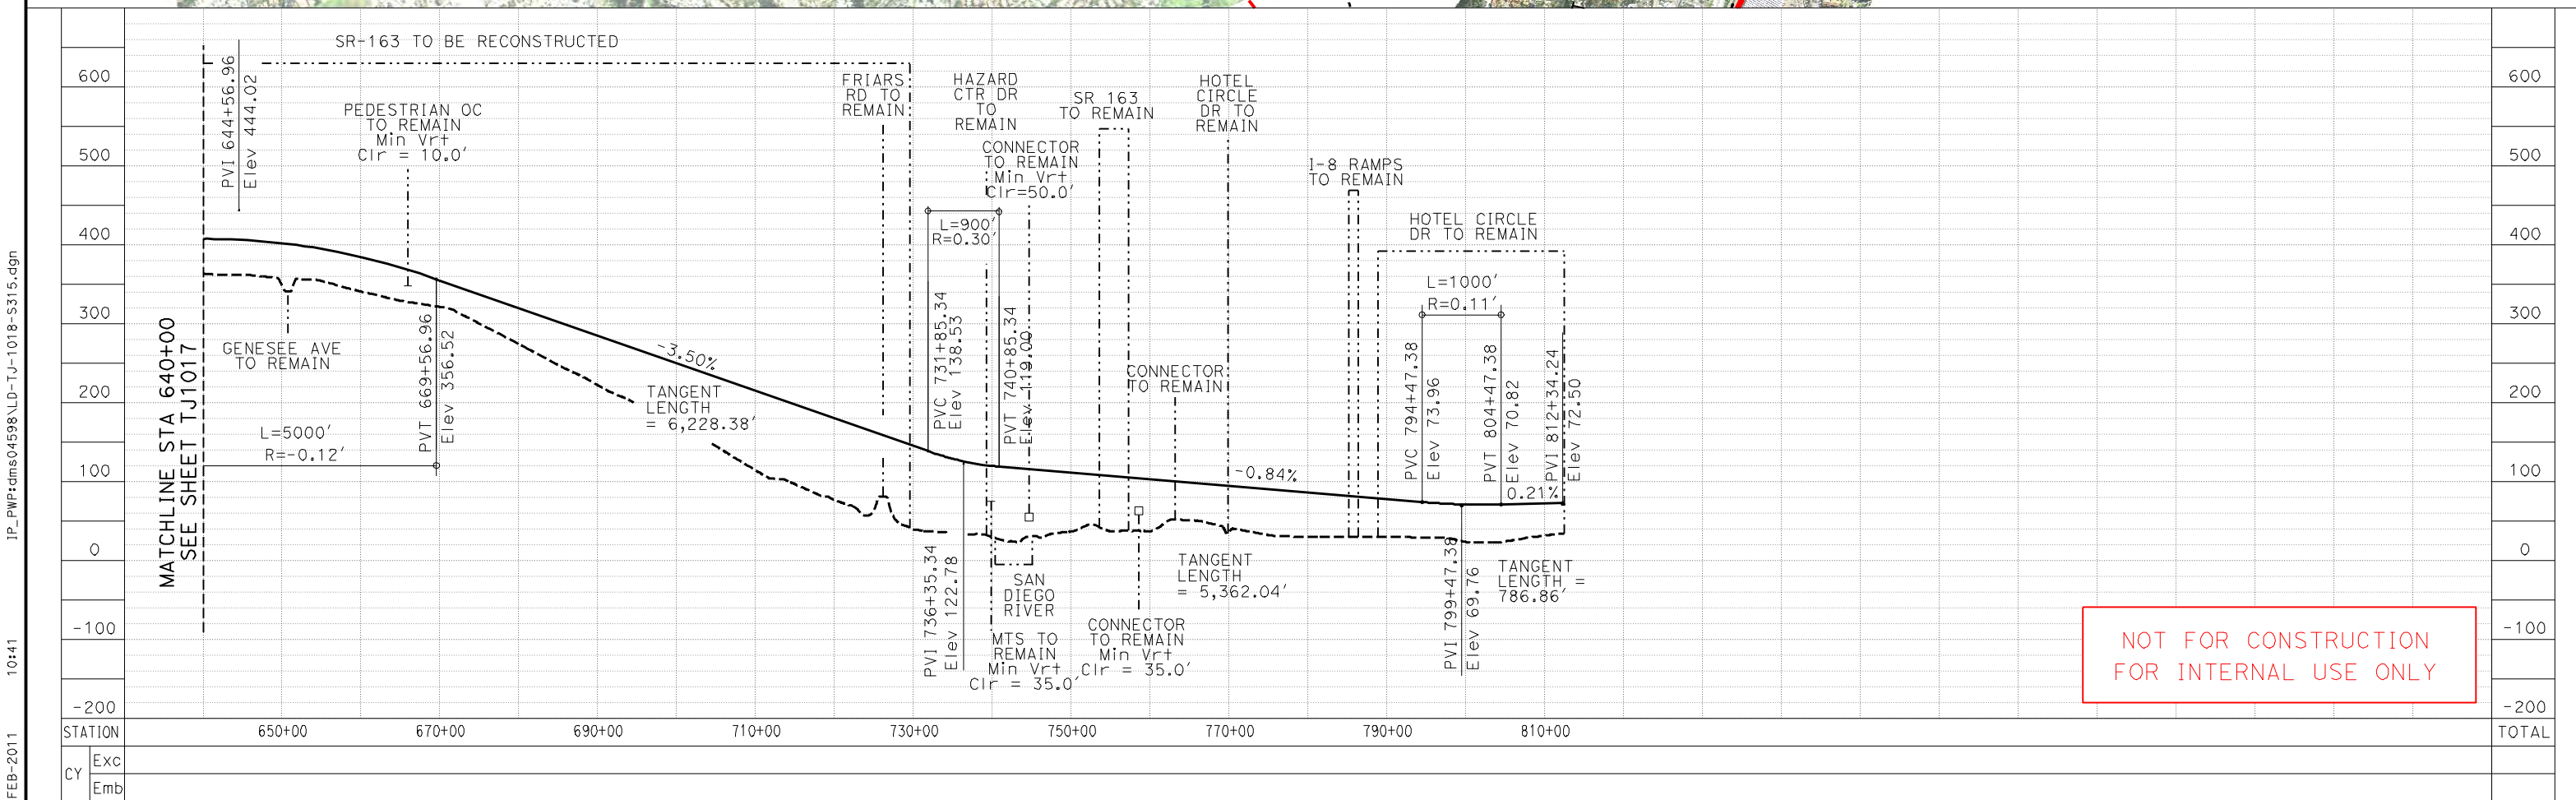 SR-163 TO BE RECONSTRUCTED
600
500
400
300
200
100
0
-100
-200
PVI 644+56.96
Elev 444.02
PEDESTRIAN OC
TO REMAIN
Min Vrt
Clr = 10.0'
FRIARS
RD TO
REMAIN
HAZARD
CTR DR
TO
REMAIN
CONNECTOR
TO REMAIN
Min Vrt
Clr=50.0'
SR 163
TO REMAIN
HOTEL
CIRCLE
DR TO
REMAIN
I-8 RAMPS
TO REMAIN
HOTEL CIRCLE
DR TO REMAIN
L=900'
R=0.30'
L=1000'
R=0.11'
MATCHLINE STA 640+00
SEE SHEET TJ1017
GENESEE AVE
TO REMAIN
L=5000'
R=-0.12'
PVT 669+56.96
Elev 356.52
-3.50%
TANGENT
LENGTH
= 6,228.38'
PVC 731+85.34
Elev 138.53
PVT 740+85.34
Elev 119.00
CONNECTOR
TO REMAIN
-0.84%
PVC 794+47.38
Elev 73.96
PVT 804+47.38
Elev 70.82
PVI 812+34.24
Elev 72.50
0.21%
PVI 736+35.34
Elev 122.78
SAN
DIEGO
RIVER
MTS TO
REMAIN
Min Vrt
Clr = 35.0'
CONNECTOR
TO REMAIN
Min Vrt
Clr = 35.0'
TANGENT
LENGTH
= 5,362.04'
PVI 799+47.38
Elev 69.76
TANGENT
LENGTH =
786.86'
600
500
400
300
200
100
0
-100
-200
NOT FOR CONSTRUCTION
FOR INTERNAL USE ONLY
STATION
650+00
670+00
690+00
710+00
730+00
750+00
770+00
790+00
810+00
TOTAL
CY
Exc
Emb
IP_PWP:dms04598\LD-TJ-1018-S315.dgn
10:41
FEB-2011